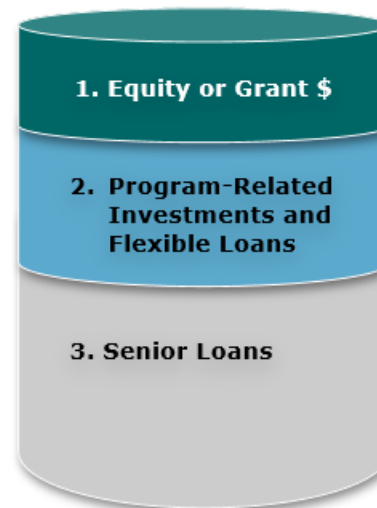 1. Equity or Grant $
2. Program-Related
Investments and
Flexible Loans
3. Senior Loans